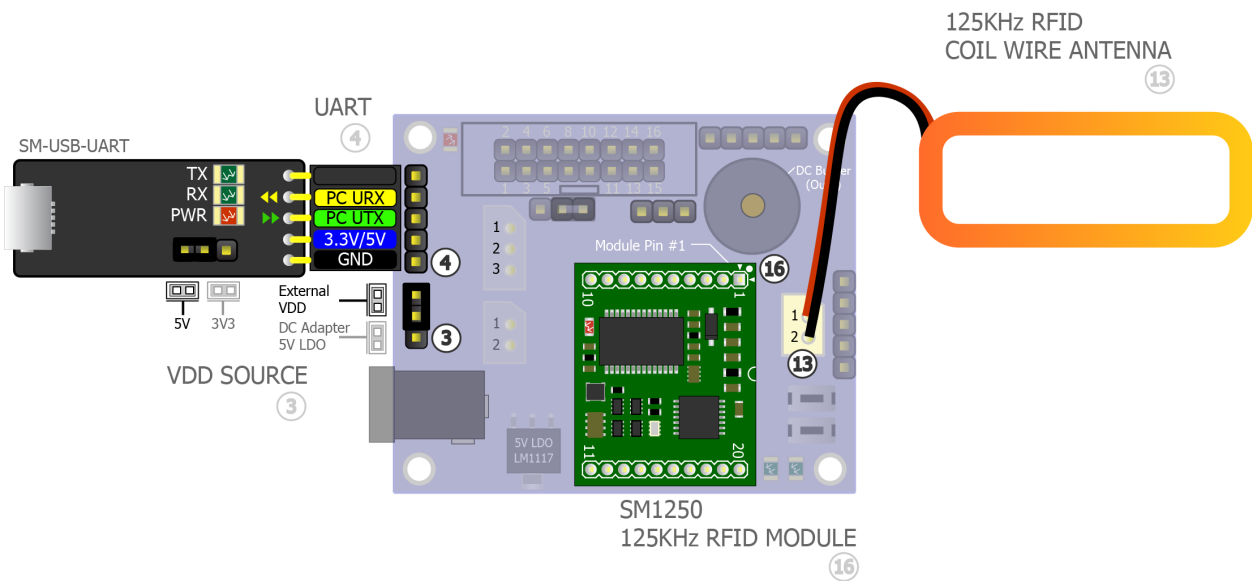 125KHz RFID
COIL WIRE ANTENNA
13
UART
4
SM-USB-UART
TX
RX
PWR
PC URX
PC UTX
3.3V/5V
GND
5V
3V3
External
VDD
DC Adapter
5V LDO
VDD SOURCE
3
4
3
2 4 6 8 10 12 14 16
1 3 5 11 13 15
DC Buzzer
(Out)
1
2
3
1
2
Module Pin #1
16
10
1
11
20
1
2
13
5V LDO
LM1117
SM1250
125KHz RFID MODULE
16